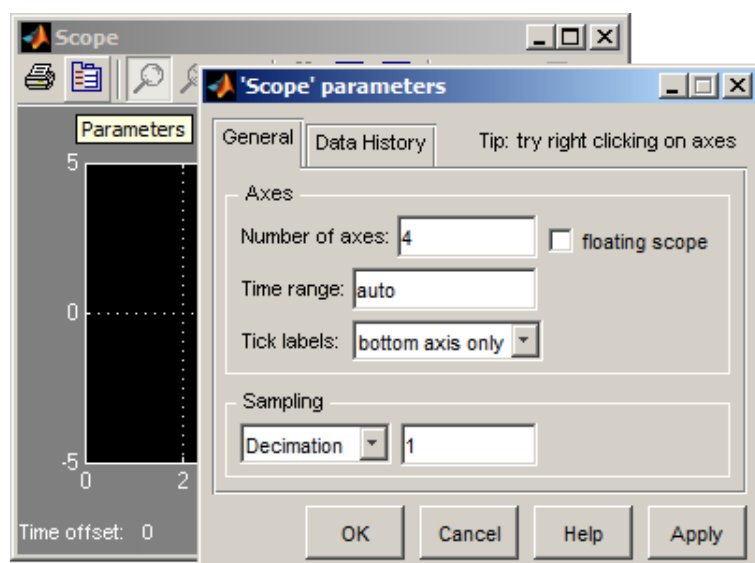 Scope
'Scope' parameters
Parameters
General
Data History
Tip: try right clicking on axes
5
0
-5
0
2
Axes
Number of axes: 4
floating scope
Time range: auto
Tick labels: bottom axis only
Sampling
Decimation
1
Time offset: 0
OK
Cancel
Help
Apply